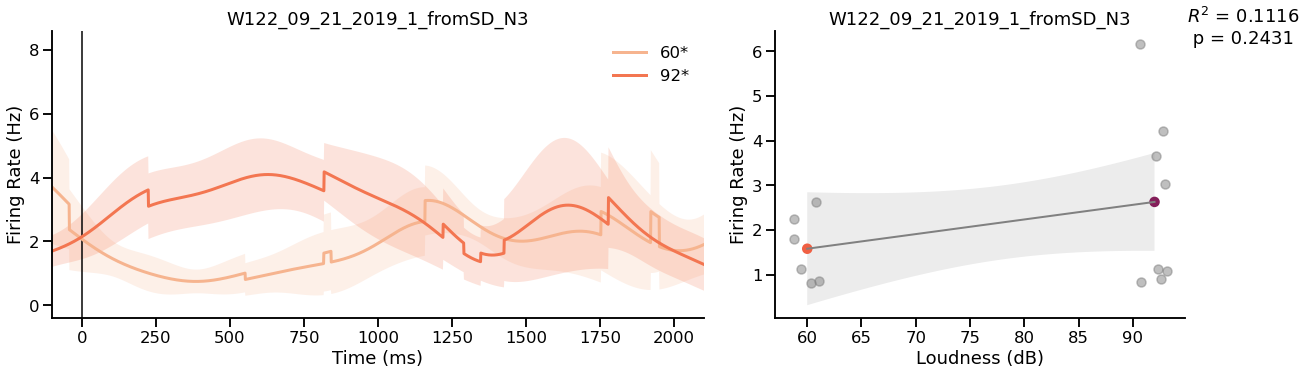 W122_09_21_2019_1_fromSD_N3
Firing Rate (Hz)
8
6
4
2
0
60*
92*
0 250 500 750 1000 1250 1500 1750 2000
Time (ms)
W122_09_21_2019_1_fromSD_N3
R² = 0.1116
p = 0.2431
Firing Rate (Hz)
6
5
4
3
2
1
60 65 70 75 80 85 90
Loudness (dB)